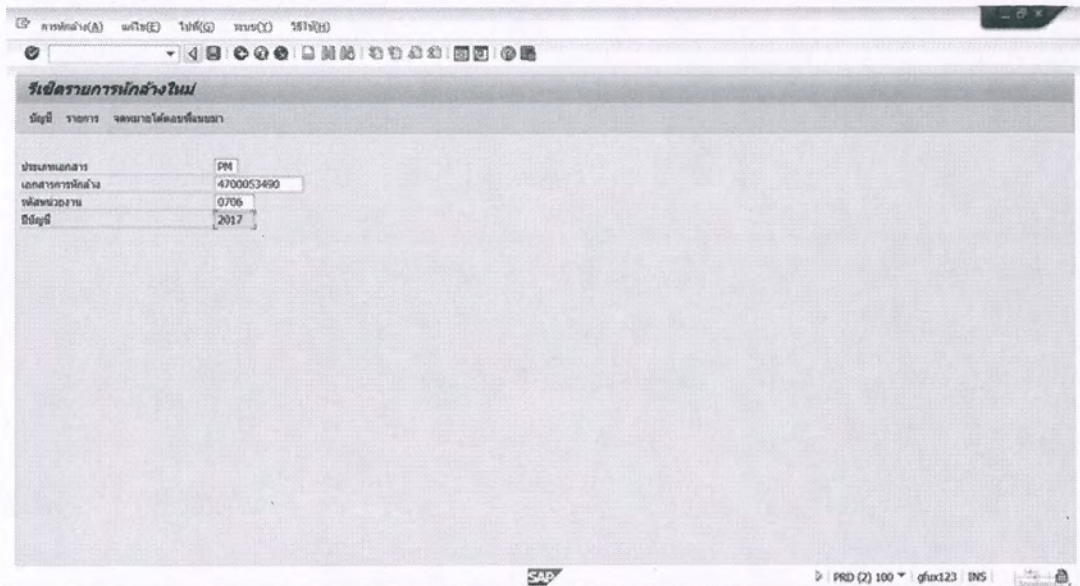 การหักล้าง(A) แก้ไข(E) ไปที่(G) ระบบ(Y) วิธีใช้(H)
รีเซ็ตรายการหักล้างใหม่
บัญชี รายการ จดหมายโต้ตอบที่แนบมา
ประเภทเอกสาร PM
เอกสารการหักล้าง 4700053490
รหัสหน่วยงาน 0706
ปีบัญชี 2017
SAP
PRD (2) 100 gfux123 INS